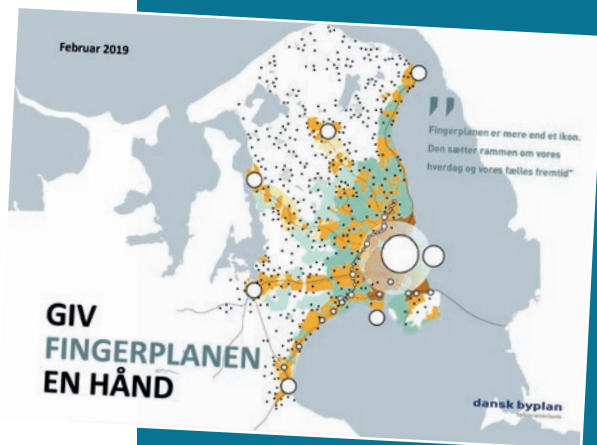 Februar 2019
"
Fingerplanen er mere end et ikon.
Den sætter rammen om vores
hverdag og vores fælles fremtid"
GIV
FINGERPLANEN
EN HÅND
dansk byplan
laboratorium